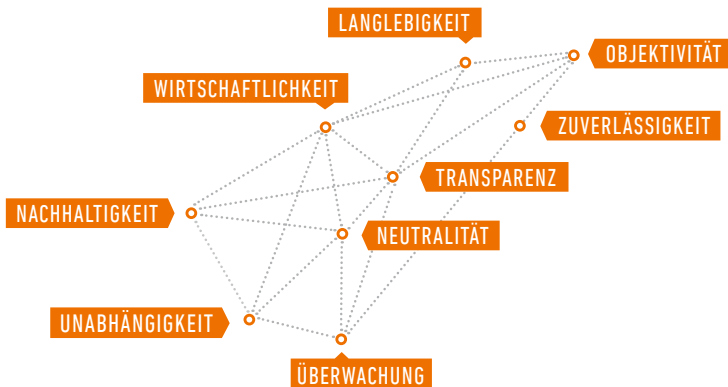 LANGLEBIGKEIT
OBJEKTIVITÄT
WIRTSCHAFTLICHKEIT
ZUVERLÄSSIGKEIT
TRANSPARENZ
NACHHALTIGKEIT
NEUTRALITÄT
UNABHÄNGIGKEIT
ÜBERWACHUNG